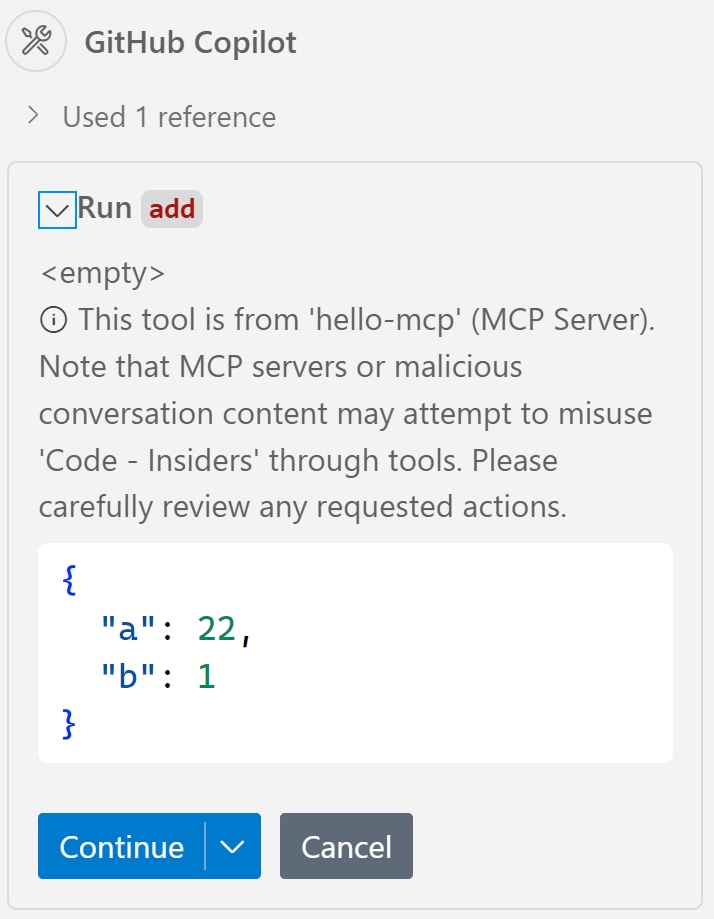 GitHub Copilot
Used 1 reference
Run add
<empty>
This tool is from 'hello-mcp' (MCP Server).
Note that MCP servers or malicious
conversation content may attempt to misuse
'Code - Insiders' through tools. Please
carefully review any requested actions.
{
  "a": 22,
  "b": 1
}
Continue
Cancel